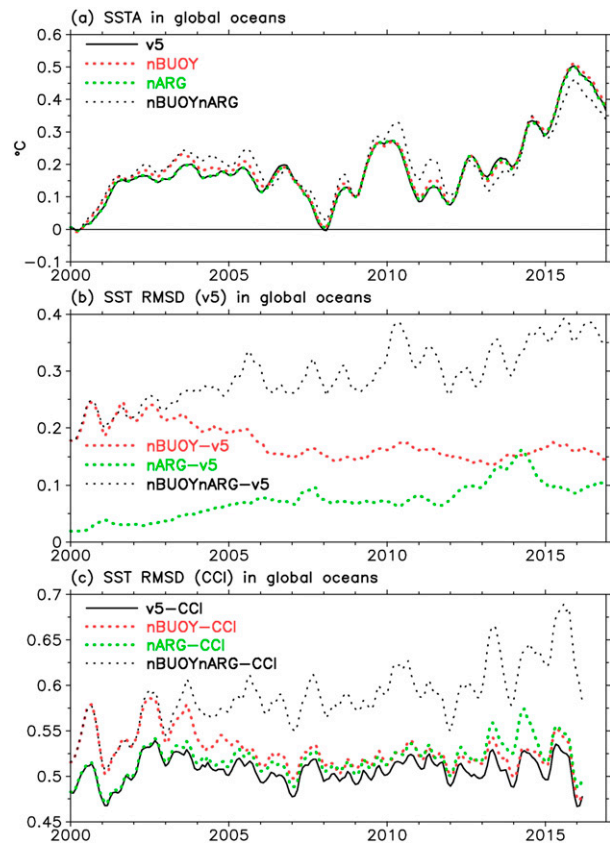 (a) SSTA in global oceans
v5
nBUOY
nARG
nBUOYnARG
°C
0.6
0.5
0.4
0.3
0.2
0.1
0
−0.1
2000 2005 2010 2015
(b) SST RMSD (v5) in global oceans
0.4
0.3
0.2
0.1
0
nBUOY−v5
nARG−v5
nBUOYnARG−v5
2000 2005 2010 2015
(c) SST RMSD (CCI) in global oceans
0.7
0.65
0.6
0.55
0.5
0.45
v5−CCI
nBUOY−CCI
nARG−CCI
nBUOYnARG−CCI
2000 2005 2010 2015